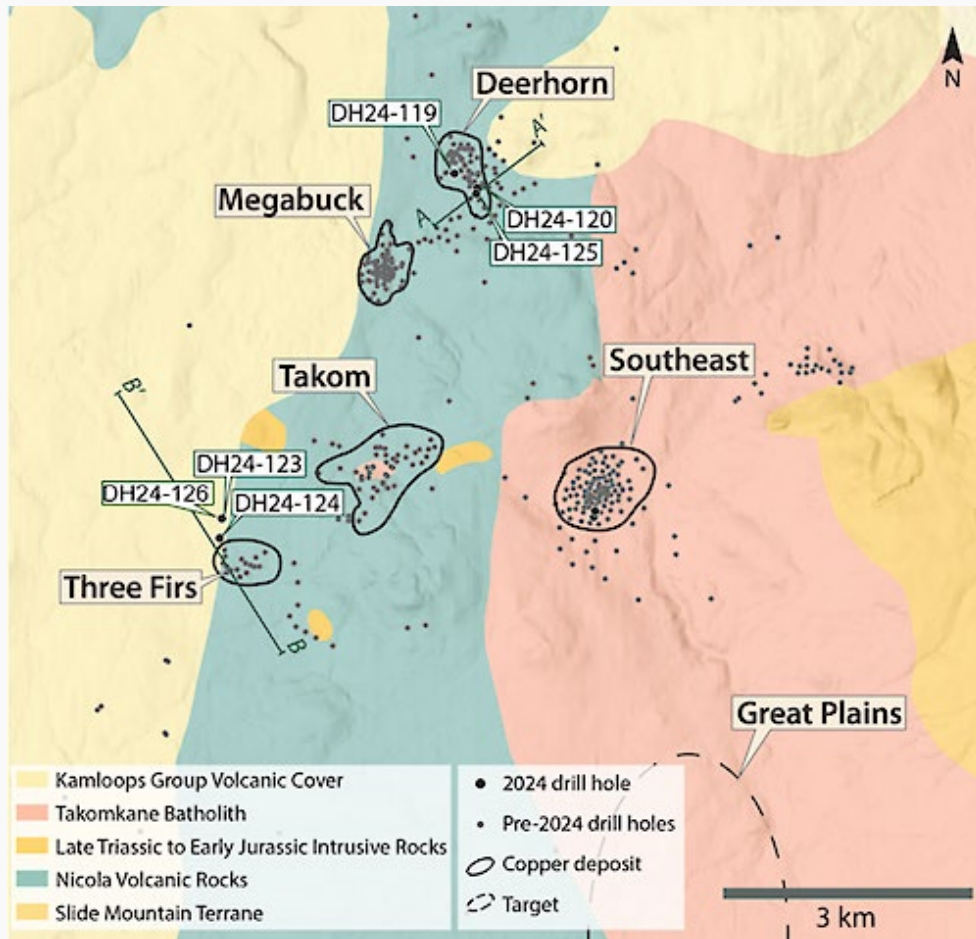 N
Deerhorn
DH24-119
A'
Megabuck
A
DH24-120
DH24-125
Southeast
Takom
B'
DH24-123
DH24-126
DH24-124
Three Firs
B
Great Plains
Kamloops Group Volcanic Cover
Takomkane Batholith
Late Triassic to Early Jurassic Intrusive Rocks
Nicola Volcanic Rocks
Slide Mountain Terrane
2024 drill hole
Pre-2024 drill holes
Copper deposit
Target
3 km